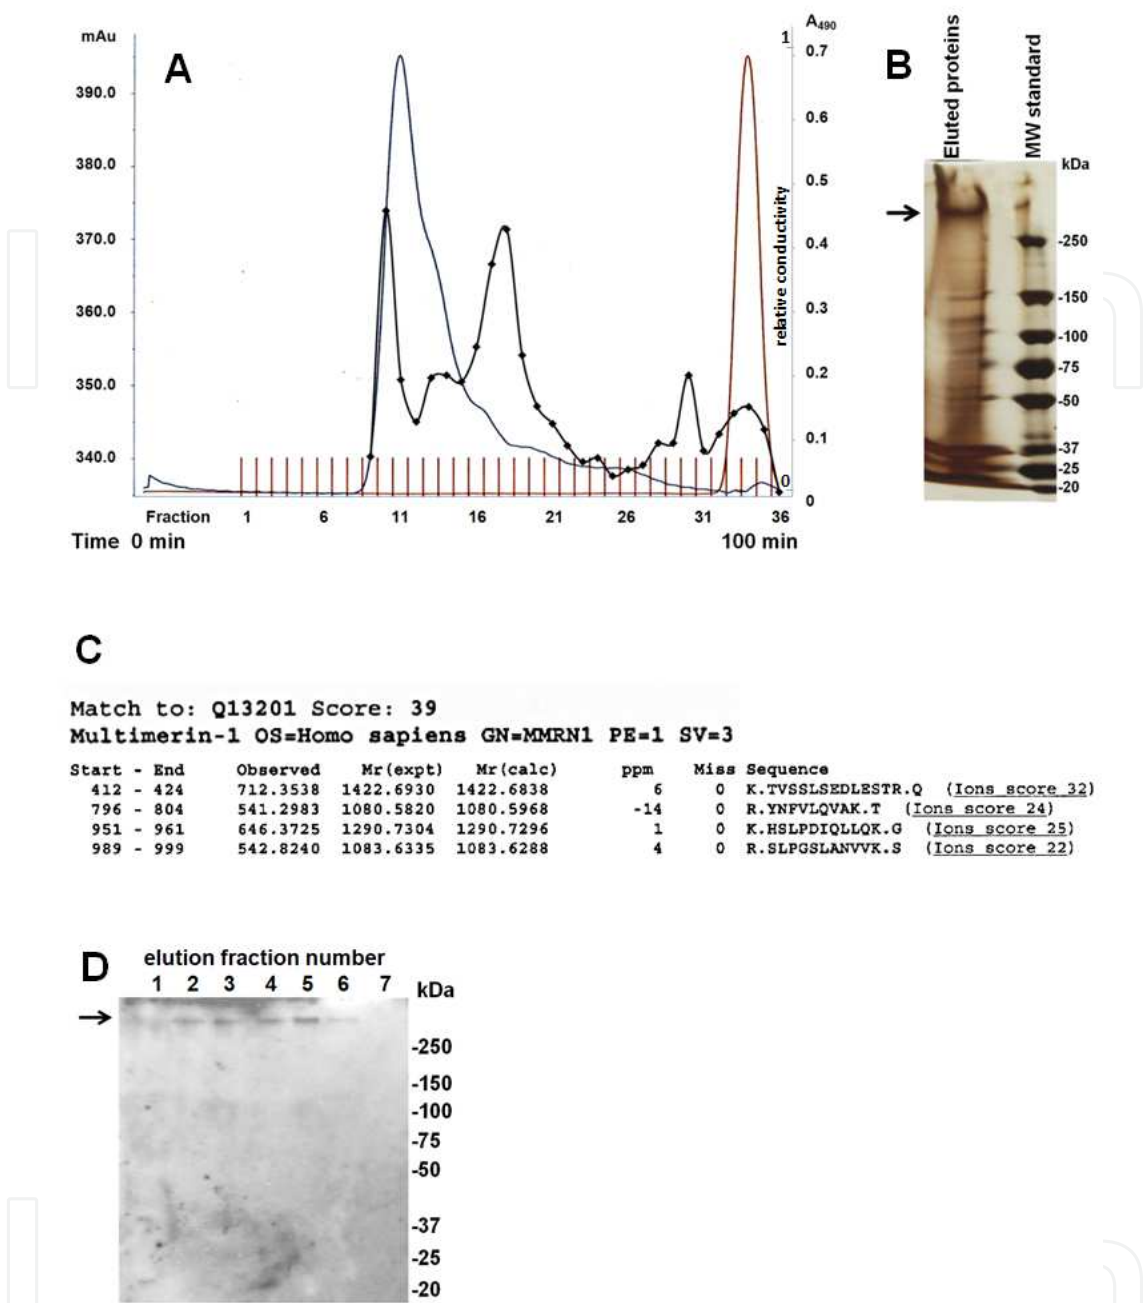 A
mAu
390.0
380.0
370.0
360.0
350.0
340.0
A490
1
0.7
0.6
0.5
0.4
0.3
0.2
0.1
0
0
relative conductivity
Fraction 1 6 11 16 21 26 31 36
Time 0 min 100 min
B
Eluted proteins
MW standard
kDa
-250
-150
-100
-75
-50
-37
-25
-20
C
Match to: Q13201 Score: 39
Multimerin-1 OS=Homo sapiens GN=MMRN1 PE=1 SV=3
Start - End Observed Mr(expt) Mr(calc) ppm Miss Sequence
412 - 424 712.3538 1422.6930 1422.6838 6 0 K.TVSSLSEDLESTR.Q (Ions score 32)
796 - 804 541.2983 1080.5820 1080.5968 -14 0 R.YNFVLQVAK.T (Ions score 24)
951 - 961 646.3725 1290.7304 1290.7296 1 0 K.HSLPDIQLLQK.G (Ions score 25)
989 - 999 542.8240 1083.6335 1083.6288 4 0 R.SLPGSLANVVK.S (Ions score 22)
D
elution fraction number
1 2 3 4 5 6 7
kDa
-250
-150
-100
-75
-50
-37
-25
-20